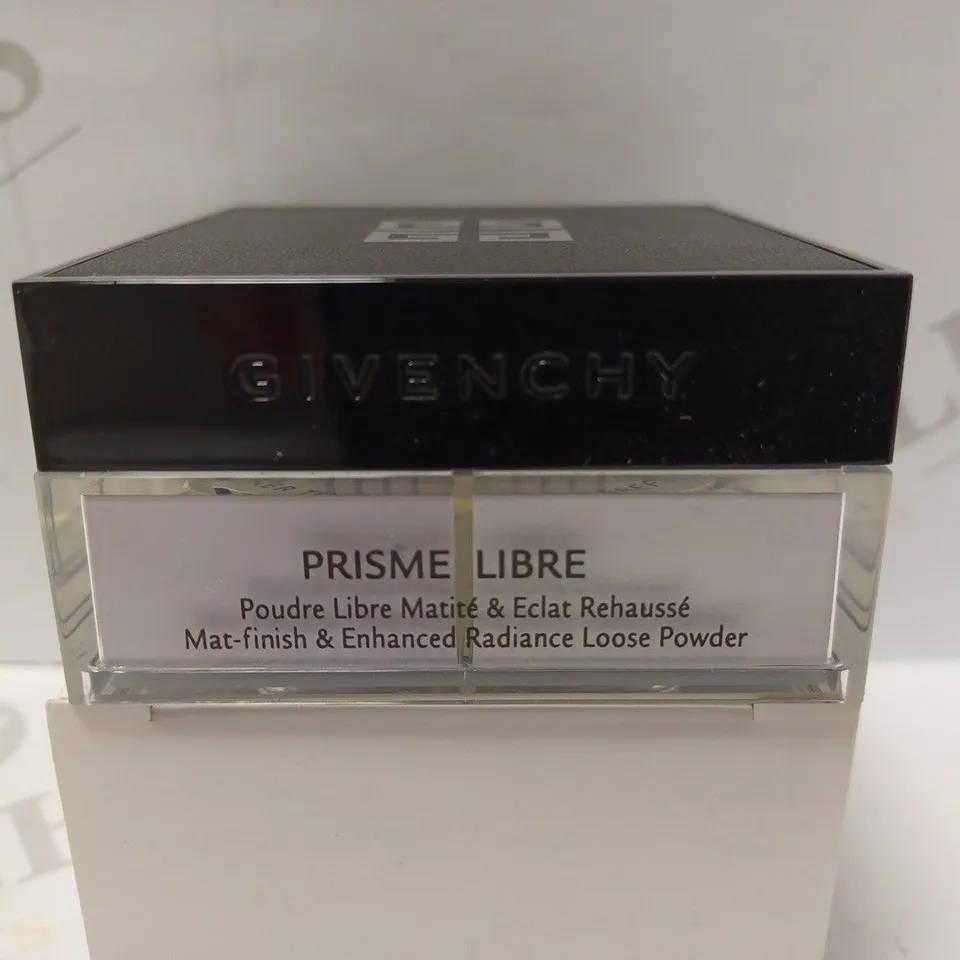 GIVENCHY
PRISME LIBRE
Poudre Libre Matité & Eclat Rehaussé
Mat-finish & Enhanced Radiance Loose Powder